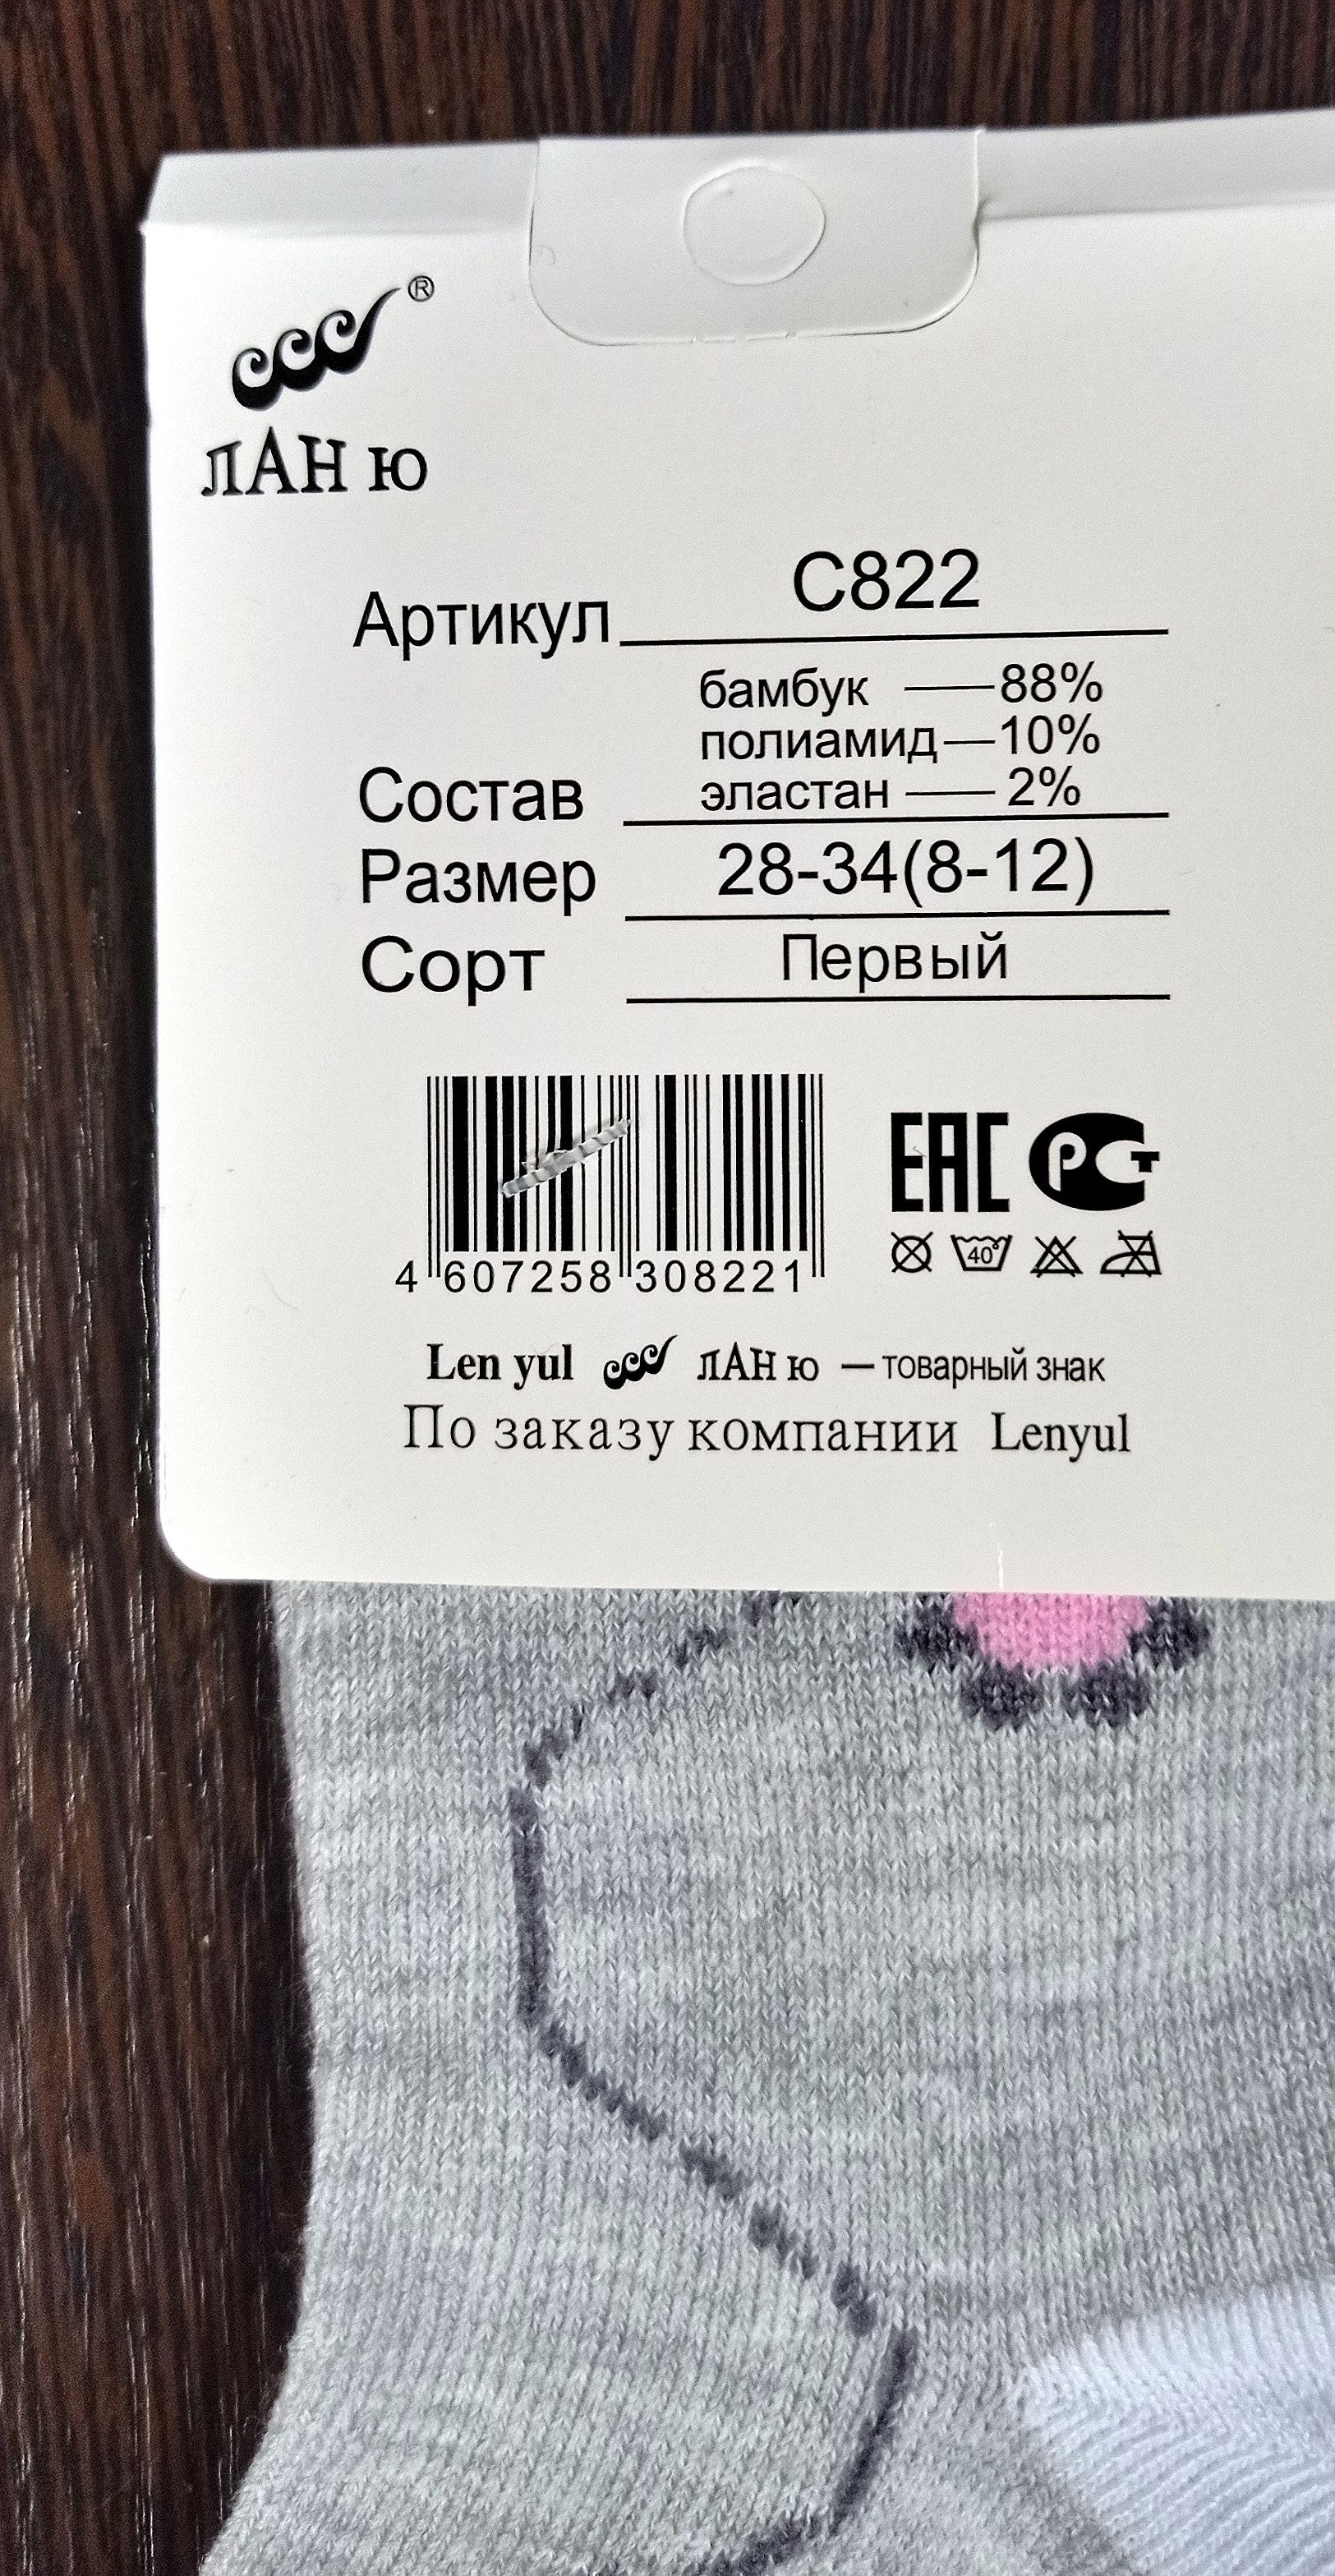 ®
ЛАН ю
Артикул С822
бамбук — 88%
полиамид — 10%
Состав эластан — 2%
Размер 28-34(8-12)
Сорт Первый
ЕАС РСТ
40°
4 607258 308221
Len yul ЛАН ю — товарный знак
По заказу компании Lenyul